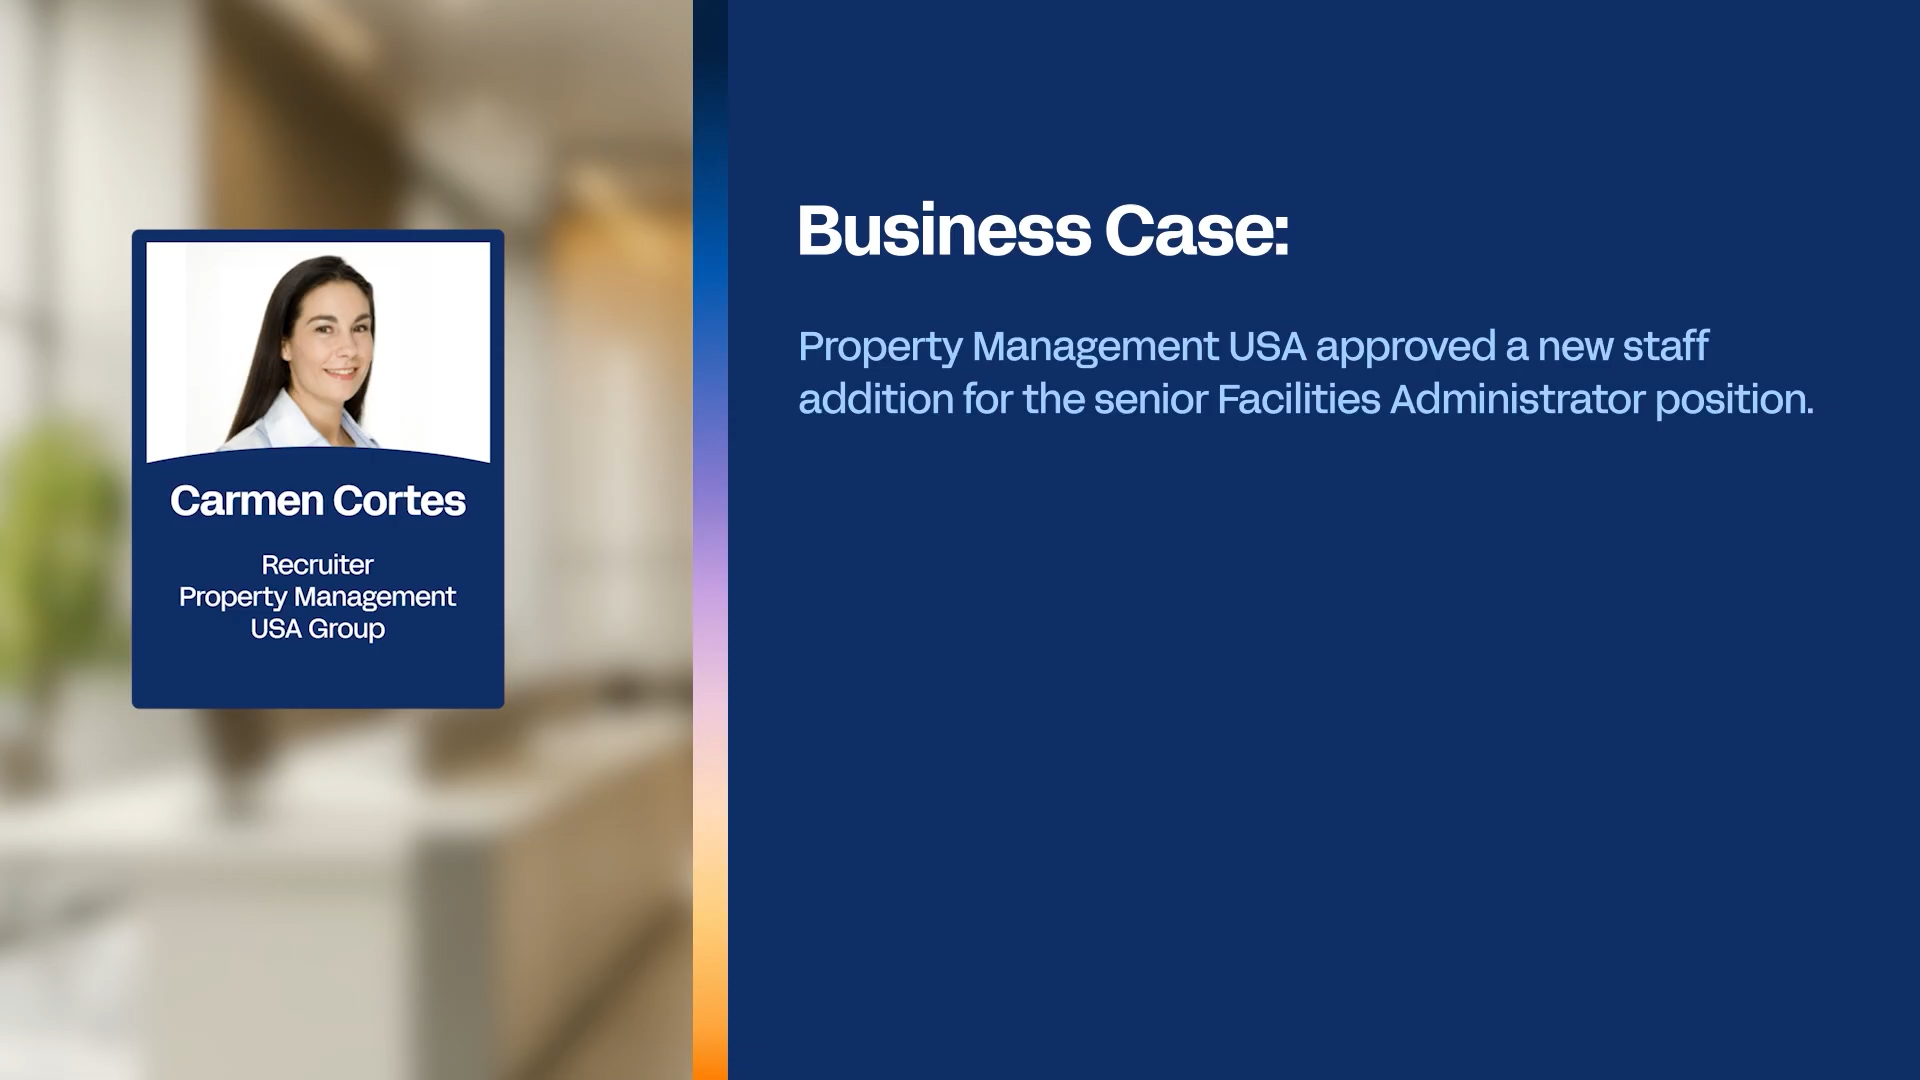 Carmen Cortes
Recruiter
Property Management
USA Group
Business Case:
Property Management USA approved a new staff
addition for the senior Facilities Administrator position.